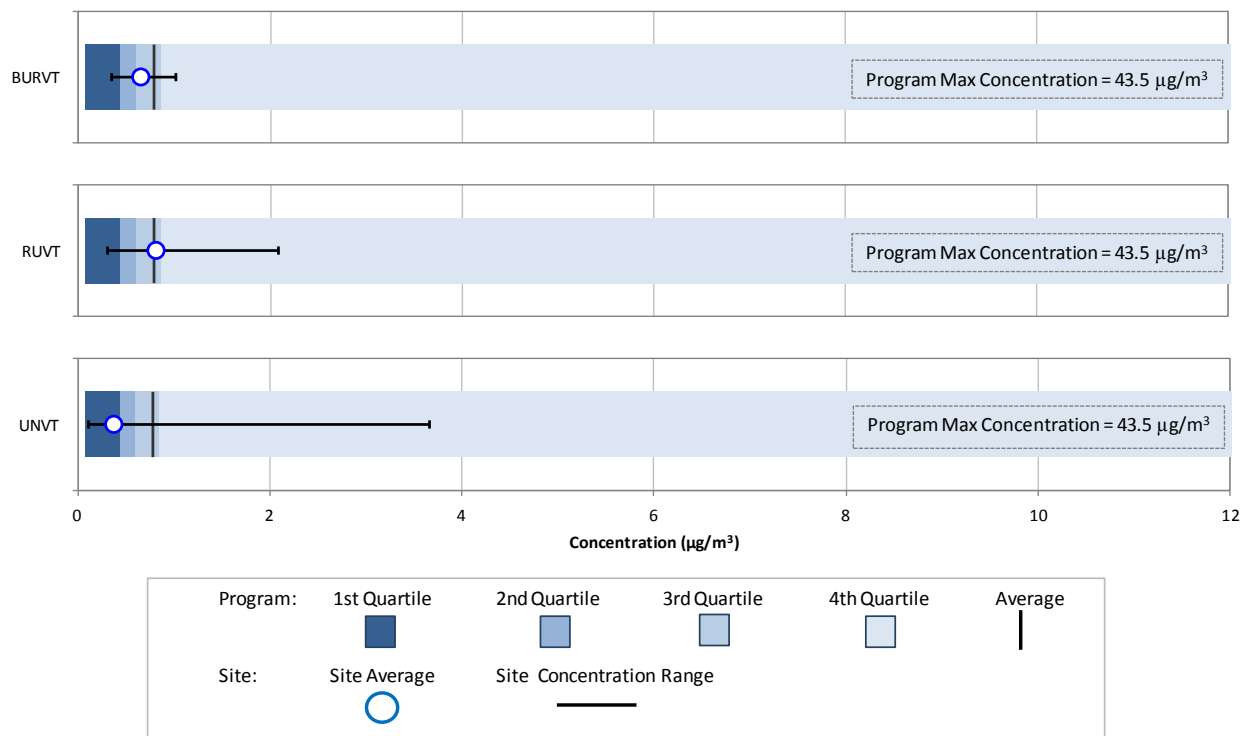 BURVT
Program Max Concentration = 43.5 µg/m³
RUVT
Program Max Concentration = 43.5 µg/m³
UNVT
Program Max Concentration = 43.5 µg/m³
0 2 4 6 8 10 12
Concentration (µg/m³)
Program: 1st Quartile 2nd Quartile 3rd Quartile 4th Quartile Average
Site: Site Average Site Concentration Range